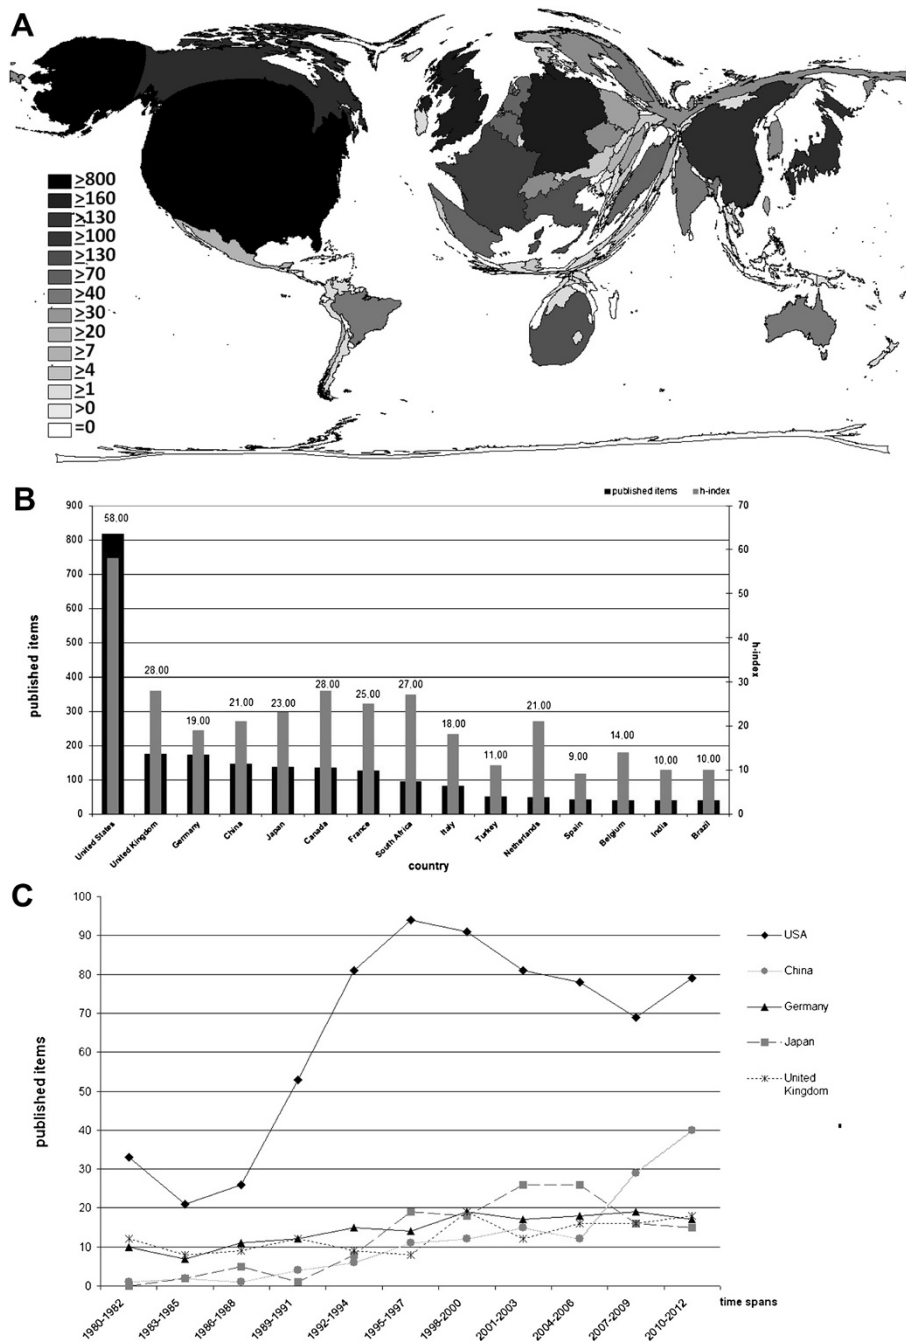 A
≥800
≥160
≥130
≥100
≥130
≥70
≥40
≥30
≥20
≥7
≥4
≥1
>0
=0
B
published items h-index
900 70
800
700
600
500
400
300
200
100
0
60
50
40
30
20
10
0
published items
h-index
58.00
28.00
19.00
21.00
23.00
28.00
25.00
27.00
18.00
11.00
21.00
9.00
14.00
10.00
10.00
United States
United Kingdom
Germany
China
Japan
Canada
France
South Africa
Italy
Turkey
Netherlands
Spain
Belgium
India
Brazil
country
C
100
90
80
70
60
50
40
30
20
10
0
published items
USA
China
Germany
Japan
United
Kingdom
1980-1982
1983-1985
1986-1988
1989-1991
1992-1994
1995-1997
1998-2000
2001-2003
2004-2006
2007-2009
2010-2012
time spans